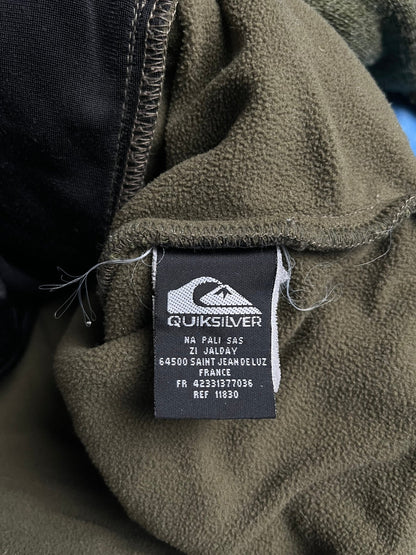 QUIKSILVER
NA PALI SAS
ZI JALDAY
64500 SAINT JEAN DE LUZ
FRANCE
FR 42331377036
REF 11830